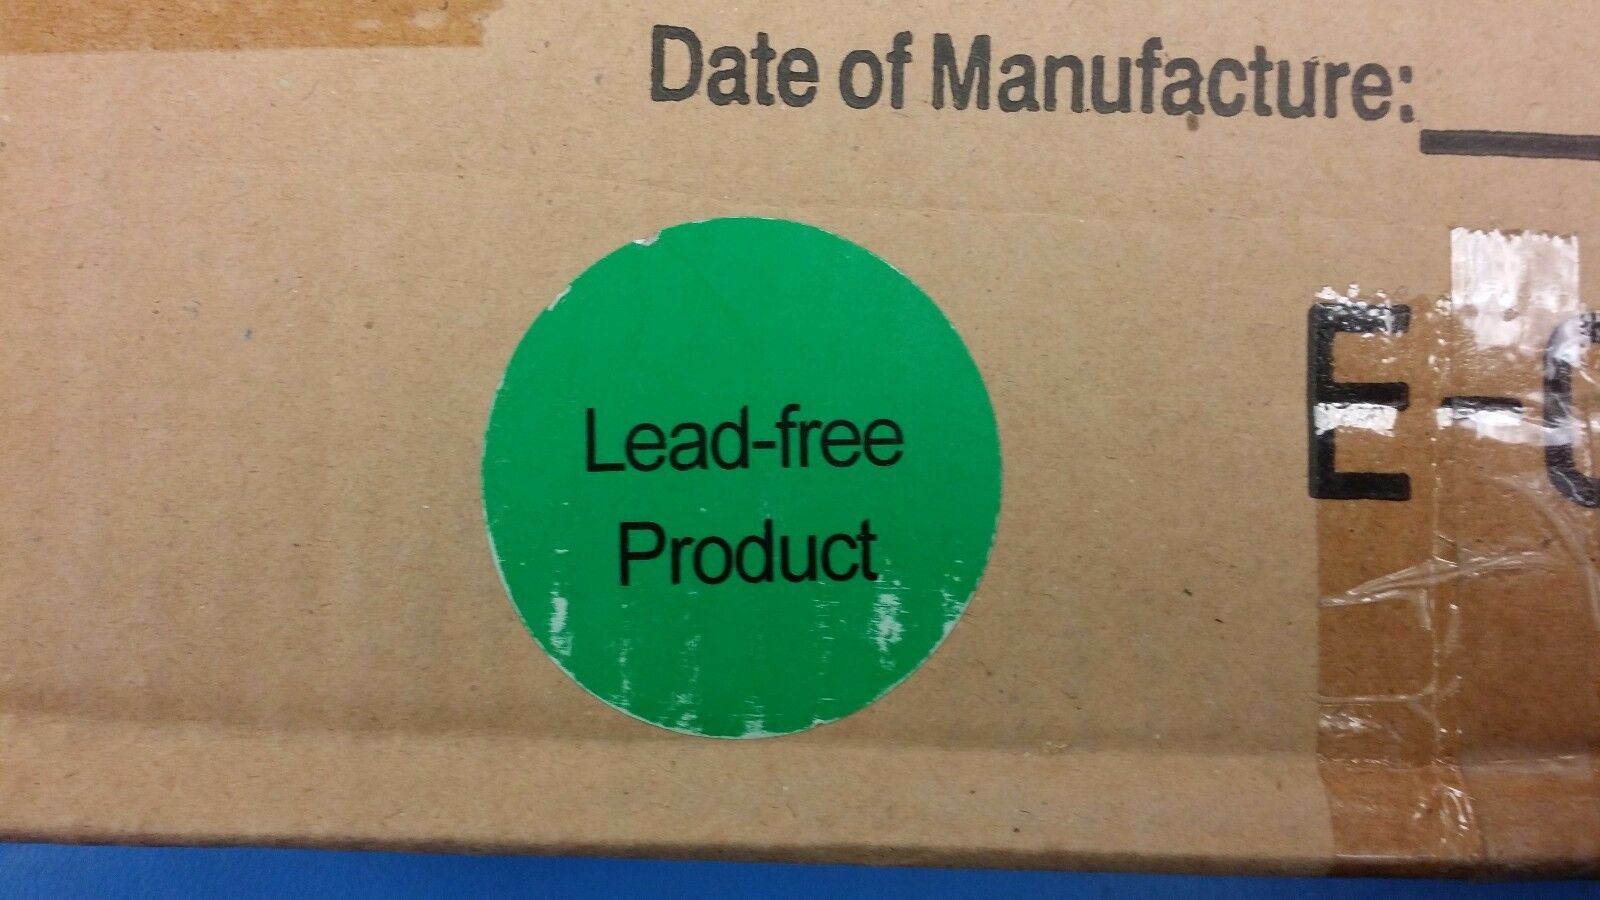 Date of Manufacture:
Lead-free
Product
E-